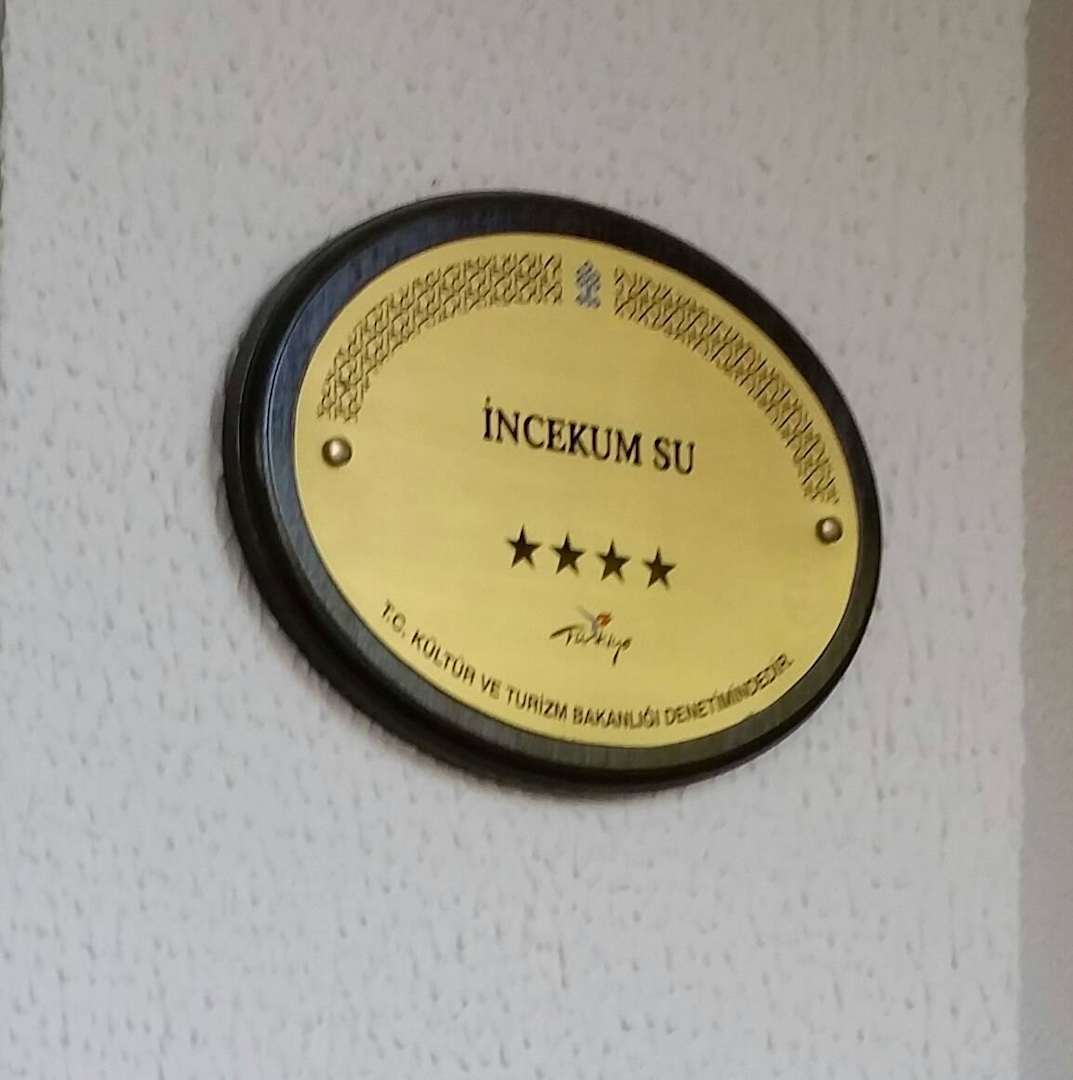 İNCEKUM SU
★★★★
Türkiye
T.C. KÜLTÜR VE TURİZM BAKANLIĞI DENETİMİNDEDİR.